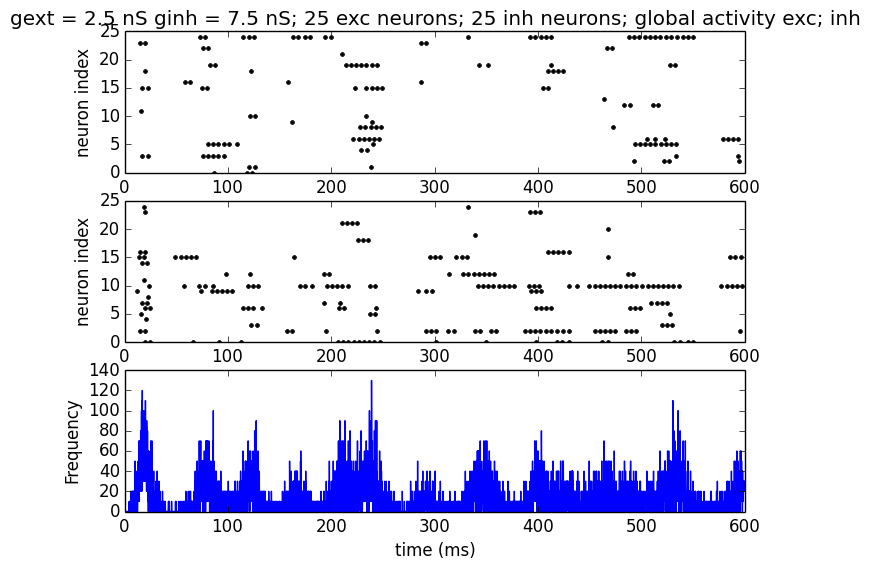 gext = 2.5 nS ginh = 7.5 nS; 25 exc neurons; 25 inh neurons; global activity exc; inh
25
20
15
10
5
0
neuron index
0 100 200 300 400 500 600
25
20
15
10
5
0
neuron index
0 100 200 300 400 500 600
140
120
100
80
60
40
20
0
Frequency
0 100 200 300 400 500 600
time (ms)